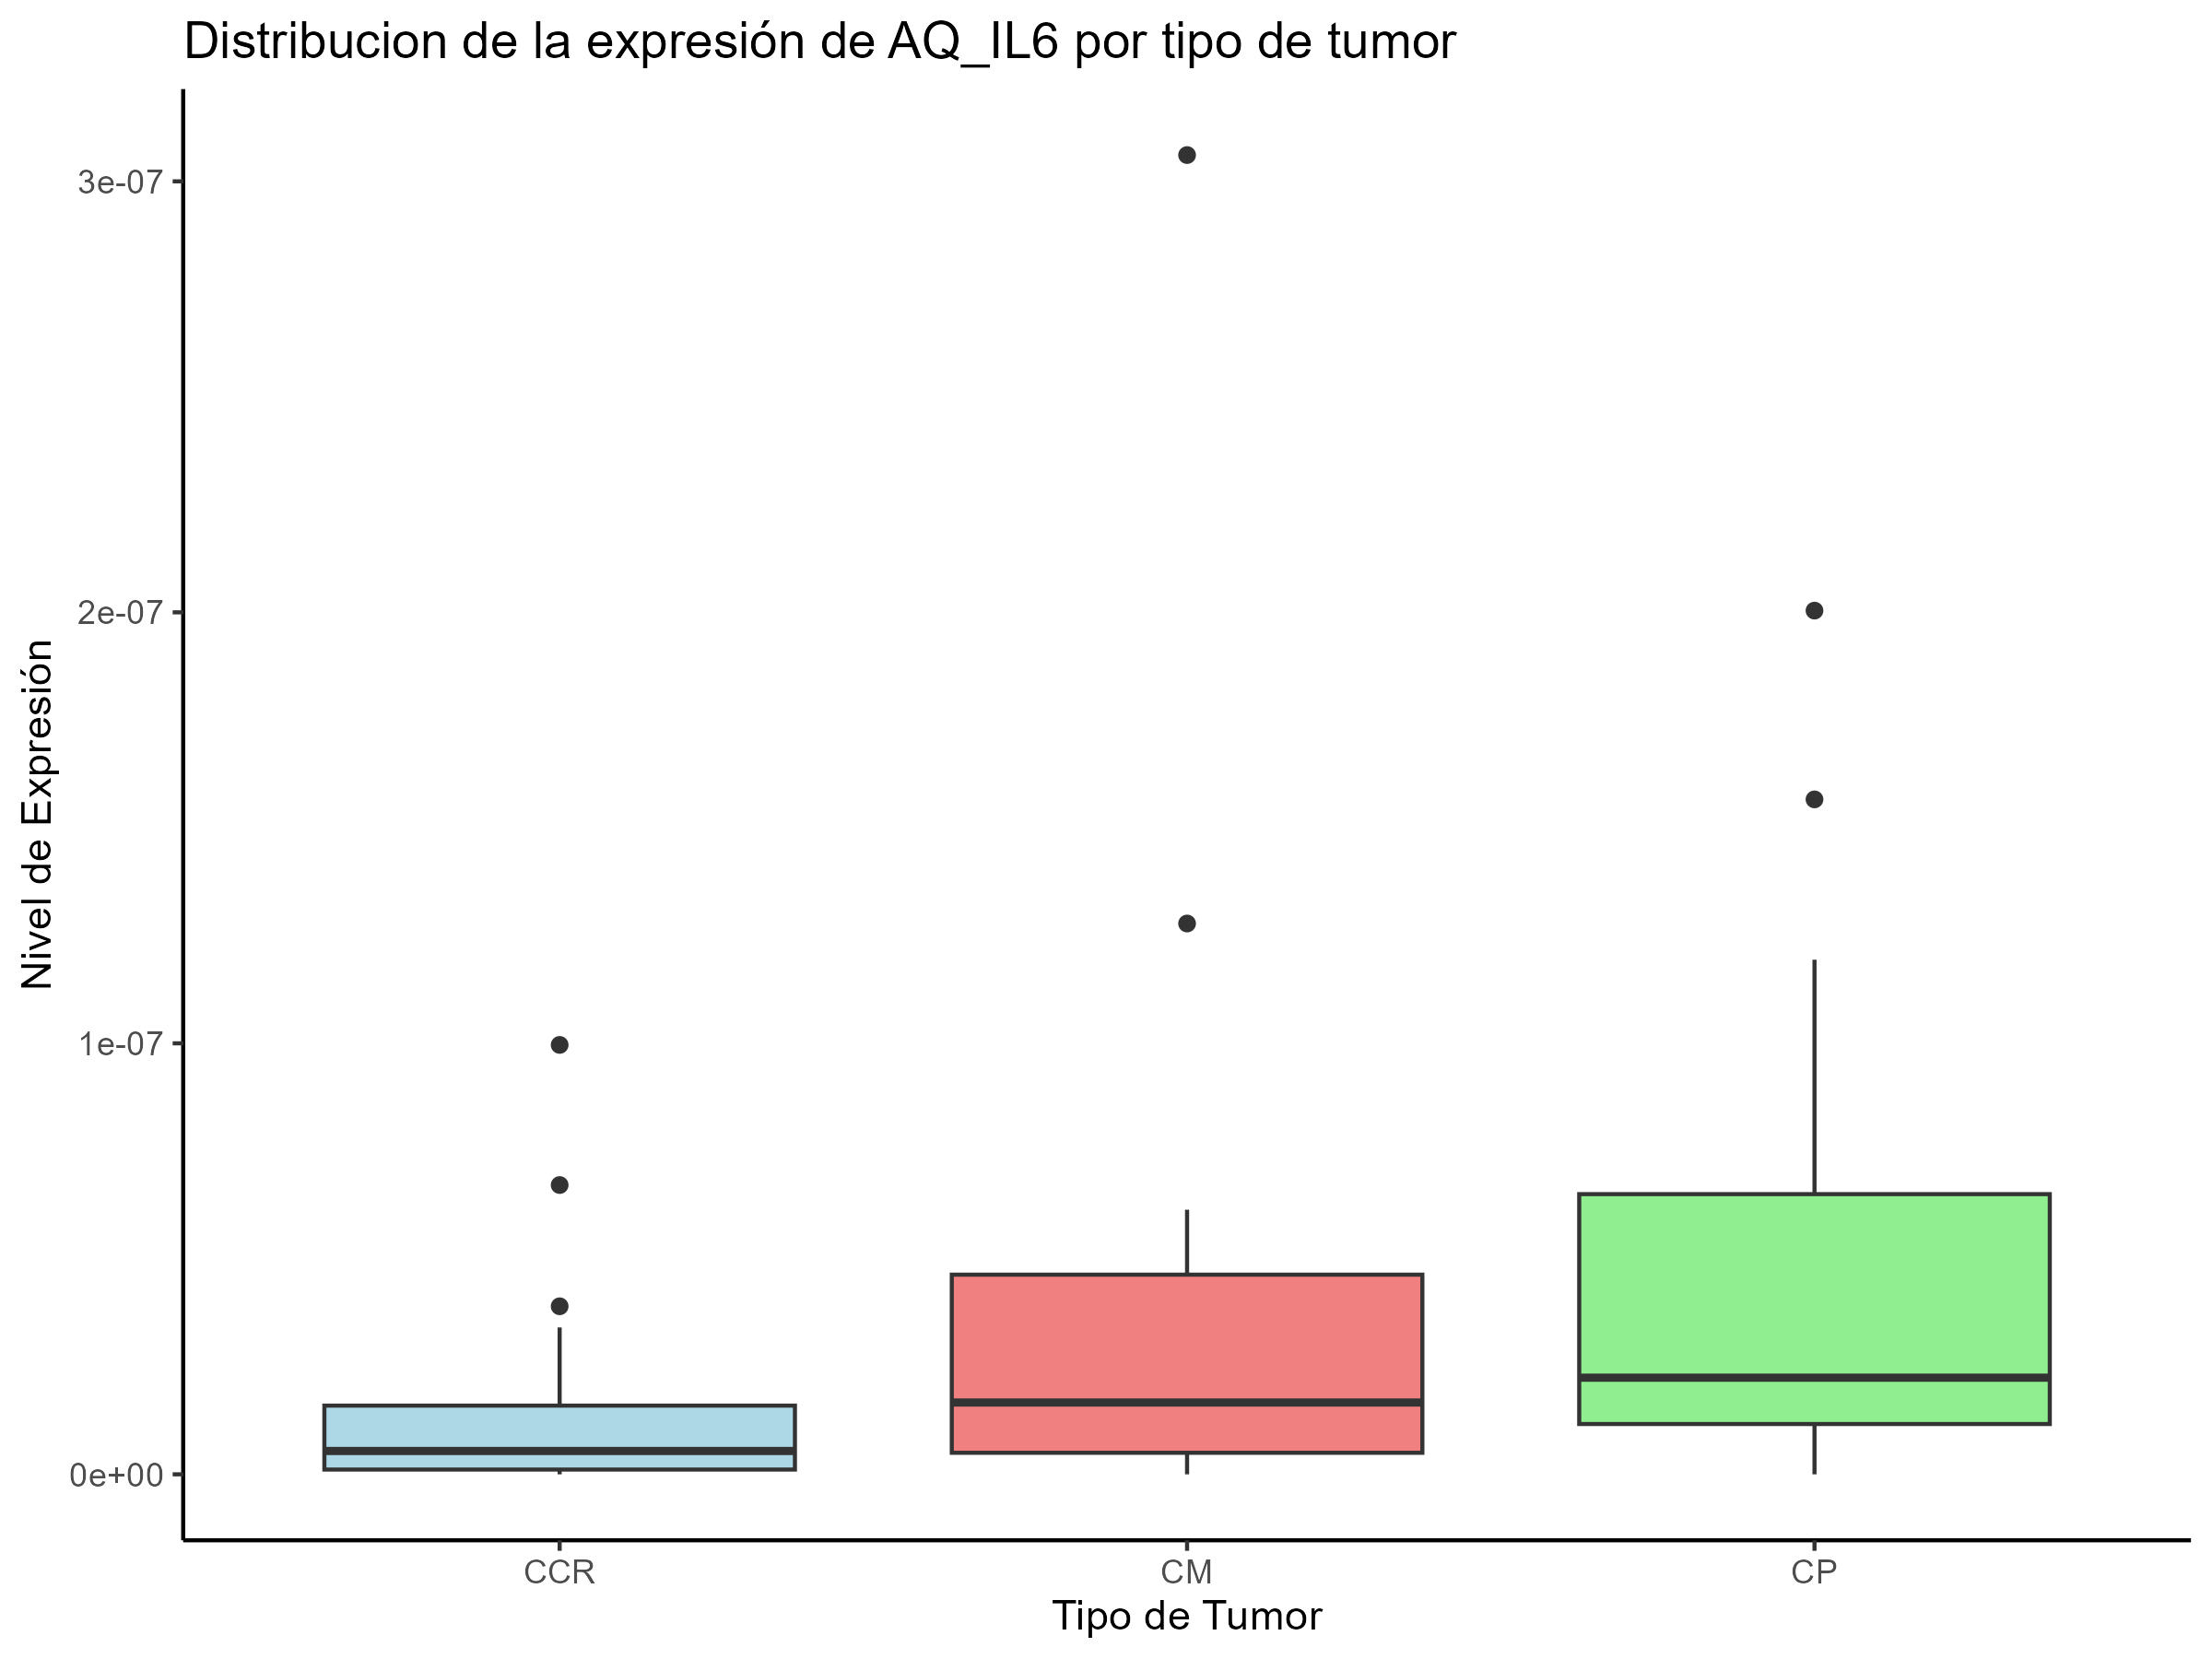 Distribucion de la expresión de AQ_IL6 por tipo de tumor
3e-07
2e-07
1e-07
0e+00
Nivel de Expresión
CCR
CM
CP
Tipo de Tumor